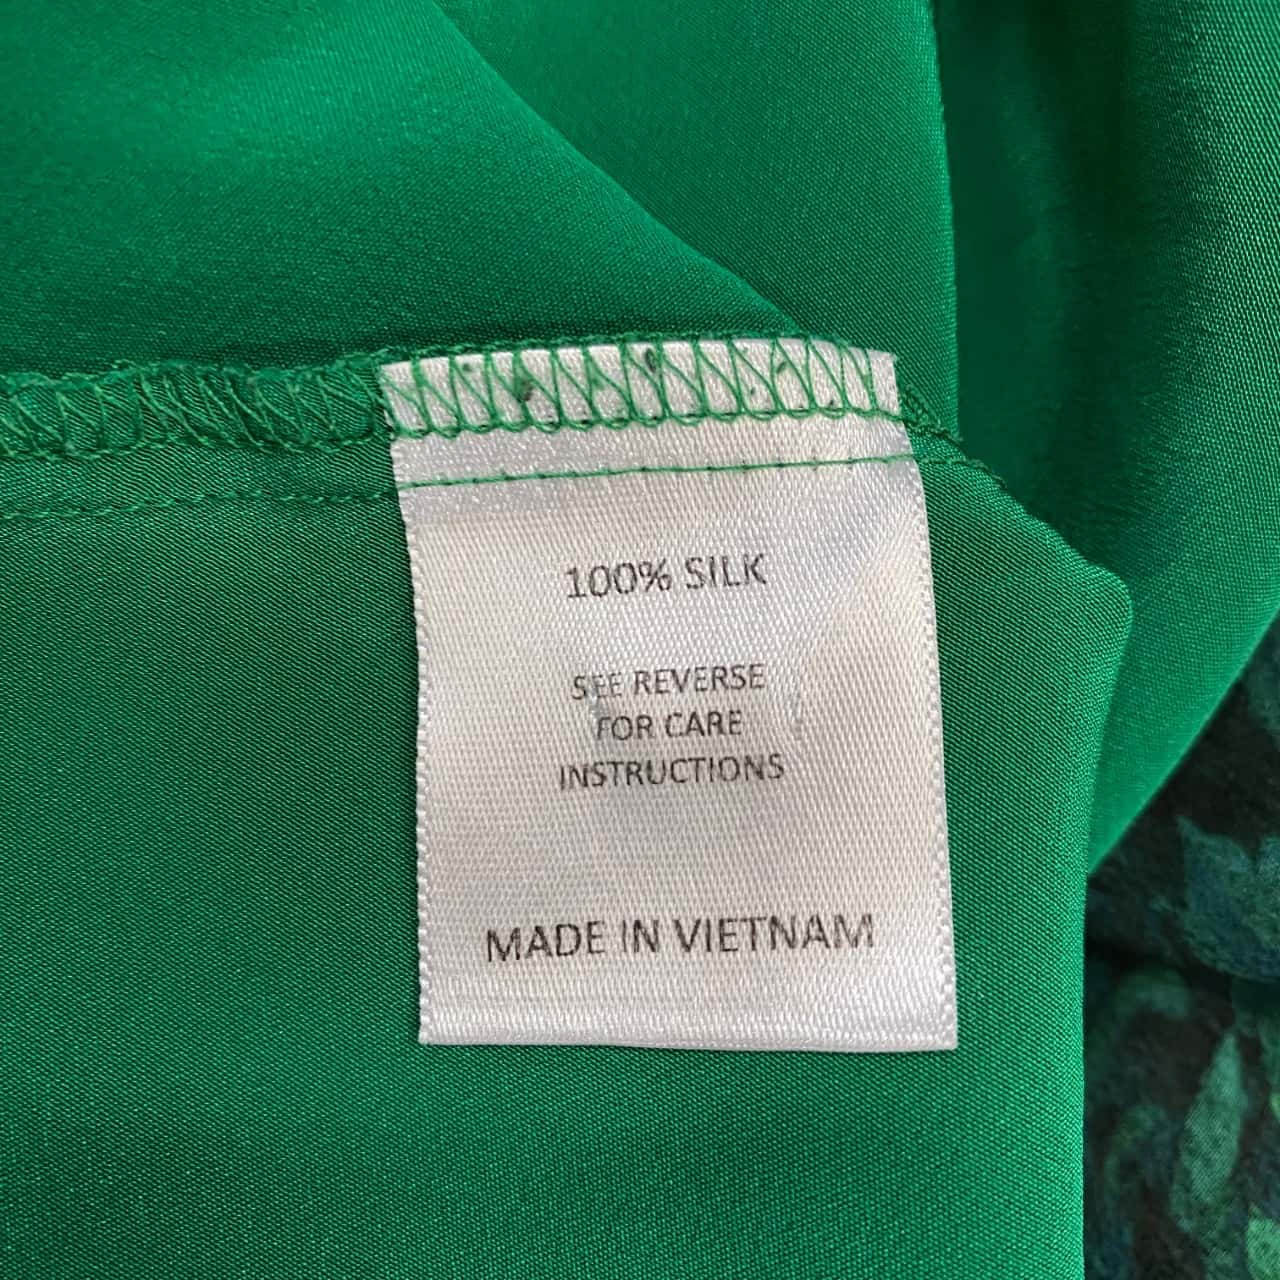 100% SILK
SEE REVERSE
FOR CARE
INSTRUCTIONS
MADE IN VIETNAM